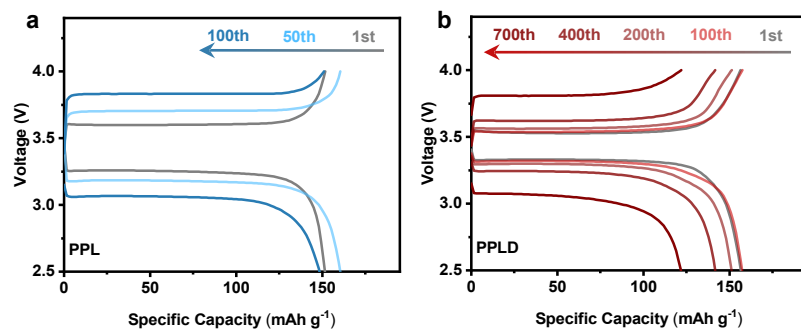 a
100th 50th 1st
4.0
3.5
3.0
2.5
Voltage (V)
PPL
0 50 100 150
Specific Capacity (mAh g⁻¹)
b
700th 400th 200th 100th 1st
4.0
3.5
3.0
2.5
Voltage (V)
PPLD
0 50 100 150
Specific Capacity (mAh g⁻¹)